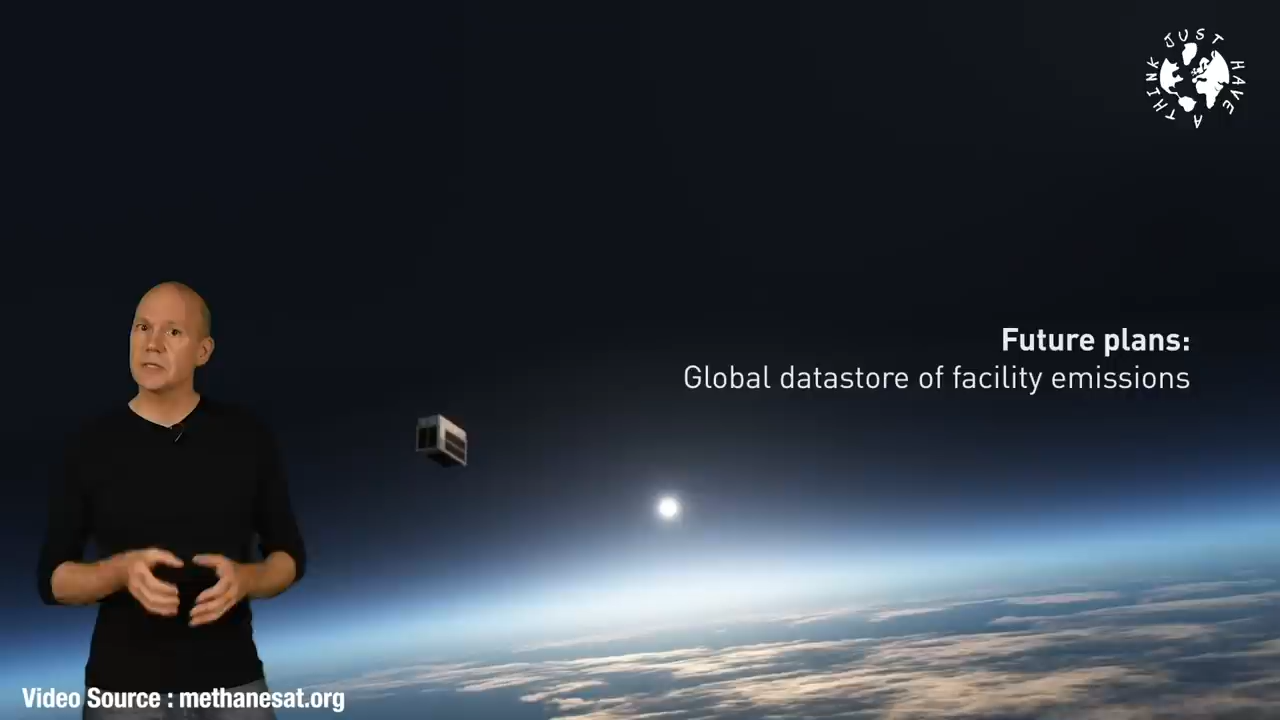 JUST HAVE A THINK
Future plans:
Global datastore of facility emissions
Video Source : methanesat.org